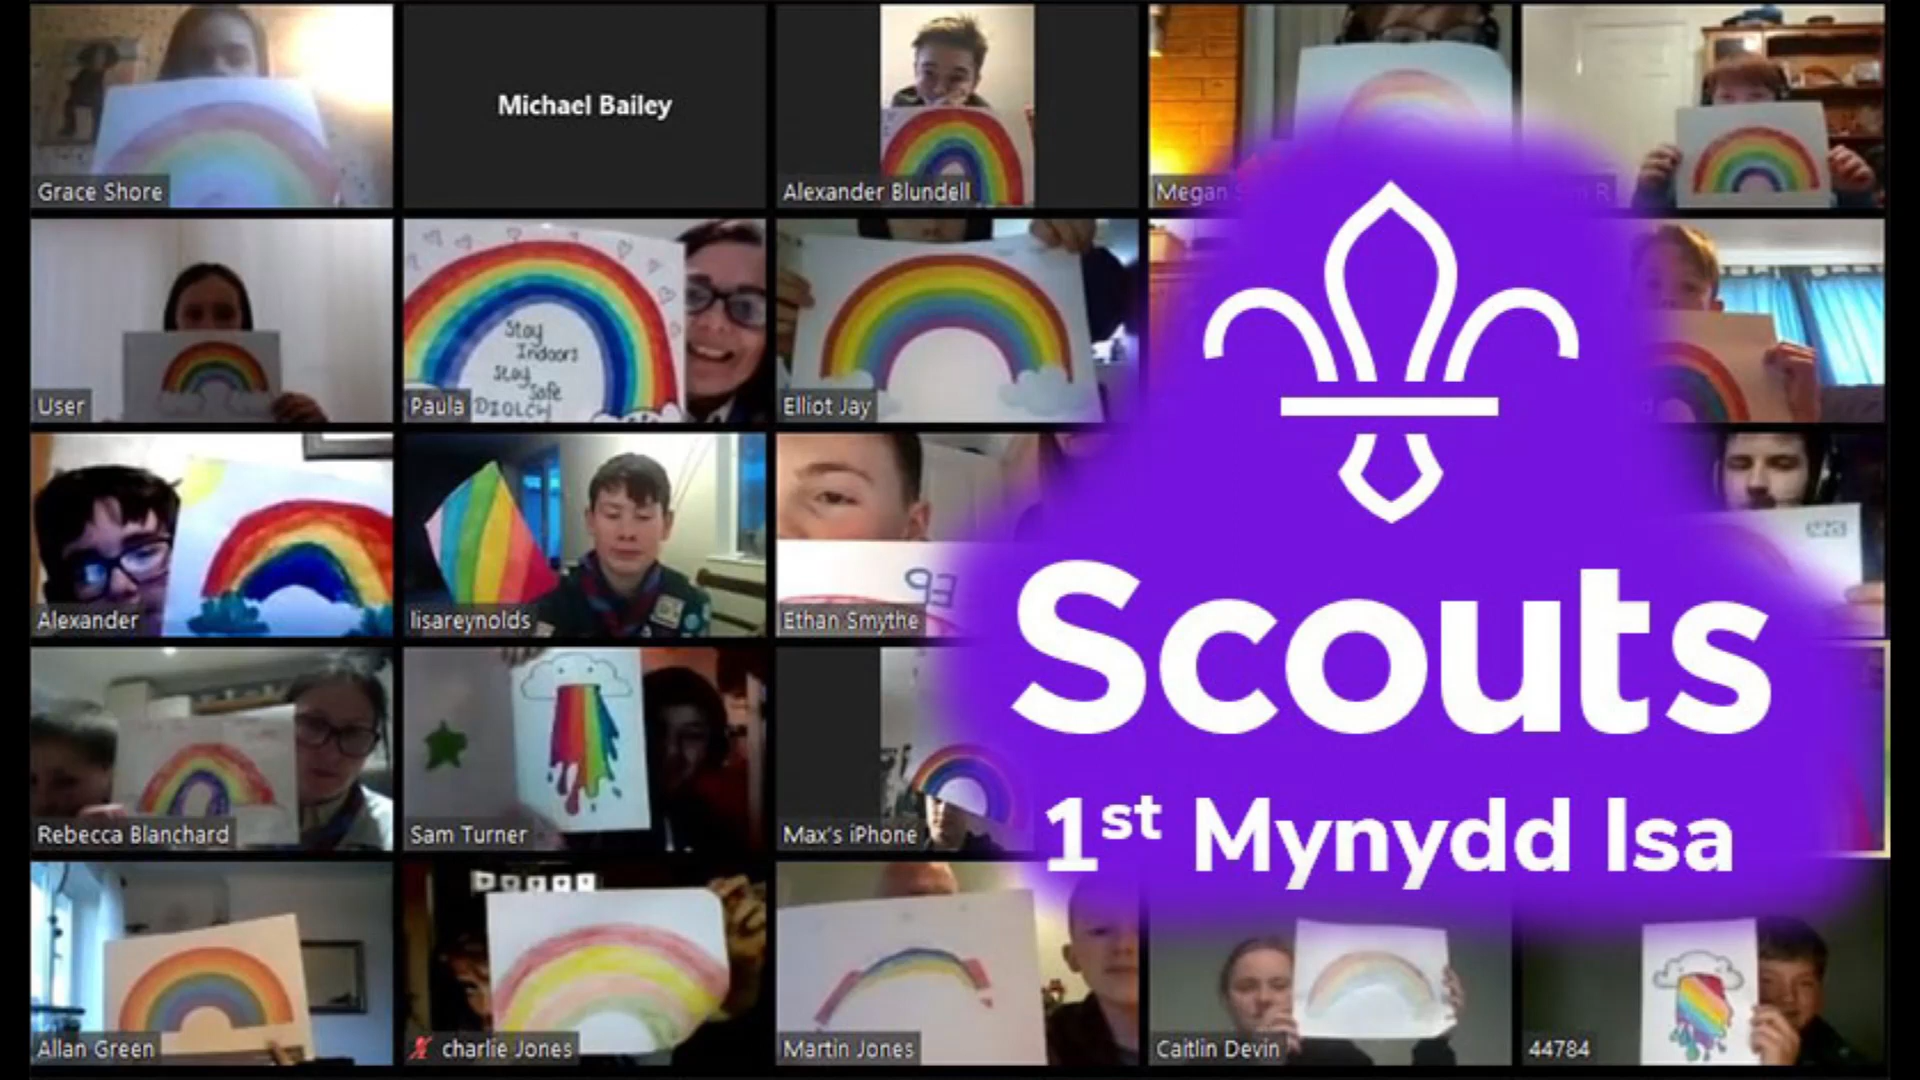 Grace Shore
Michael Bailey
Alexander Blundell
Megan
User
Stay
Indoors
Stay
Safe
DIOLCH
Paula
Elliot Jay
Alexander
lisareynolds
Ethan Smythe
NHS
Scouts
Rebecca Blanchard
Sam Turner
Max's iPhone
1st Mynydd Isa
Allan Green
charlie Jones
Martin Jones
Caitlin Devin
44784